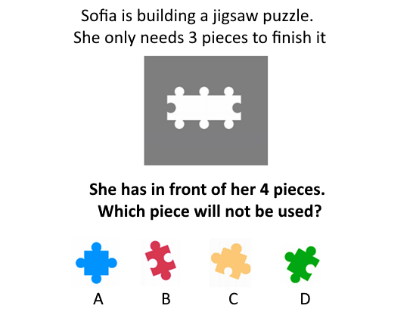 Sofia is building a jigsaw puzzle.
She only needs 3 pieces to finish it
She has in front of her 4 pieces.
Which piece will not be used?
A B C D